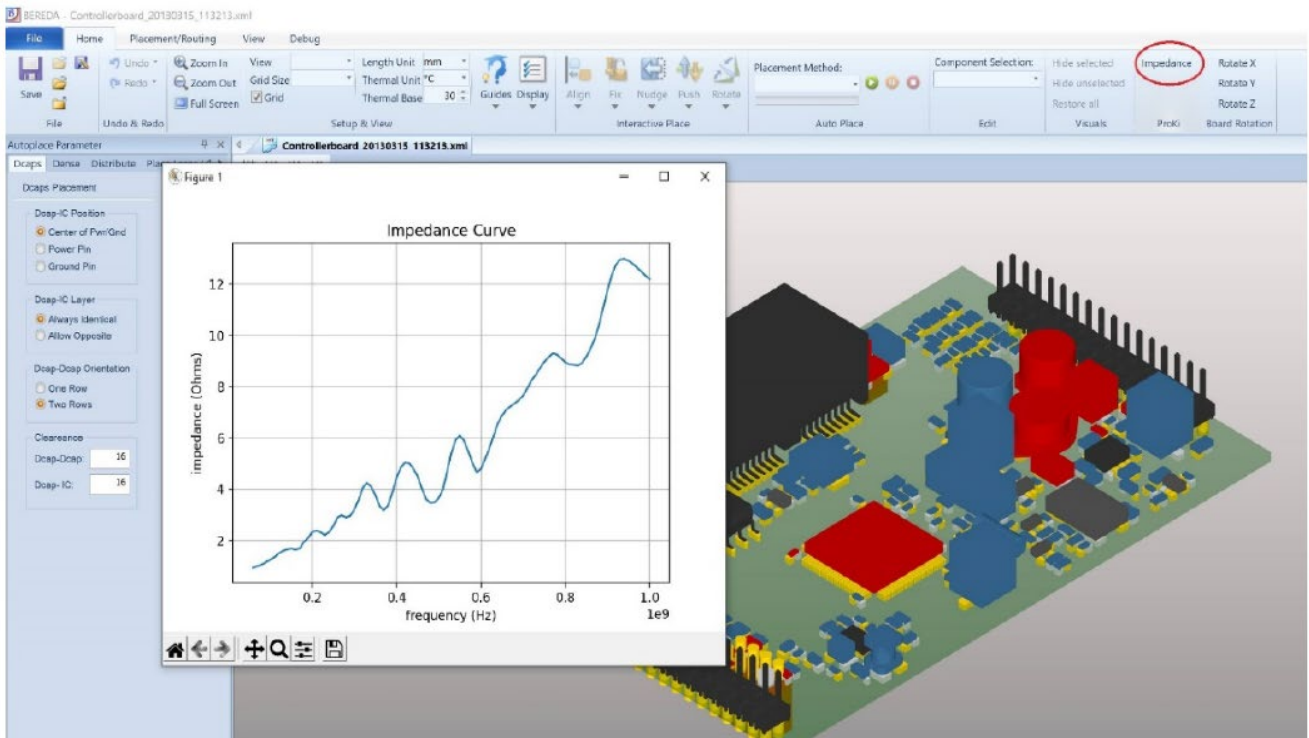 BEREDA - Controllerboard_20130315_113213.xml
File Home Placement/Routing View Debug
Save
Undo
Redo
Zoom In
Zoom Out
Full Screen
View
Grid Size
Grid
Length Unit mm
Thermal Unit °C
Thermal Base 30
Guides Display
Align Fix Nudge Push Rotate
Placement Method:
Component Selection:
Hide selected
Hide unselected
Restore all
Impedance
Rotate X
Rotate Y
Rotate Z
File Undo & Redo Setup & View Interactive Place Auto Place Edit Visuals ProKi Board Rotation
Autoplace Parameter
Controllerboard_20130315_113213.xml
Dcaps Dense Distribute
Dcaps Placement
Dcap-IC Position
Center of Pwr/Gnd
Power Pin
Ground Pin
Dcap-IC Layer
Always Identical
Allow Opposite
Dcap-Dcap Orientation
One Row
Two Rows
Clearance
Dcap-Dcap: 16
Dcap- IC: 16
Figure 1
Impedance Curve
impedance (Ohms)
12
10
8
6
4
2
0.2 0.4 0.6 0.8 1.0
1e9
frequency (Hz)